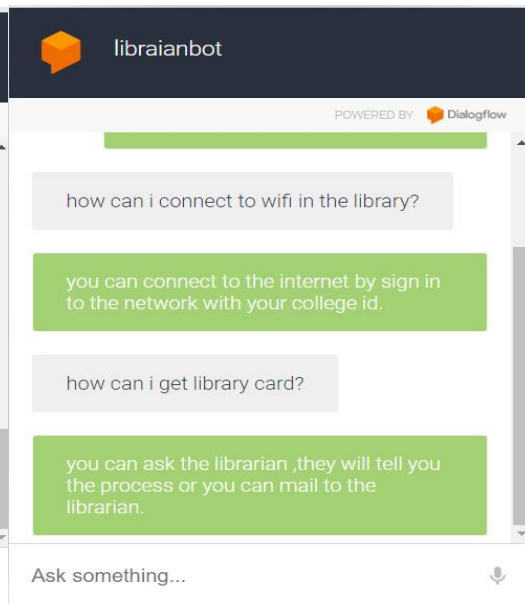 libraianbot
POWERED BY Dialogflow
how can i connect to wifi in the library?
you can connect to the internet by sign in
to the network with your college id.
how can i get library card?
you can ask the librarian ,they will tell you
the process or you can mail to the
librarian.
Ask something...